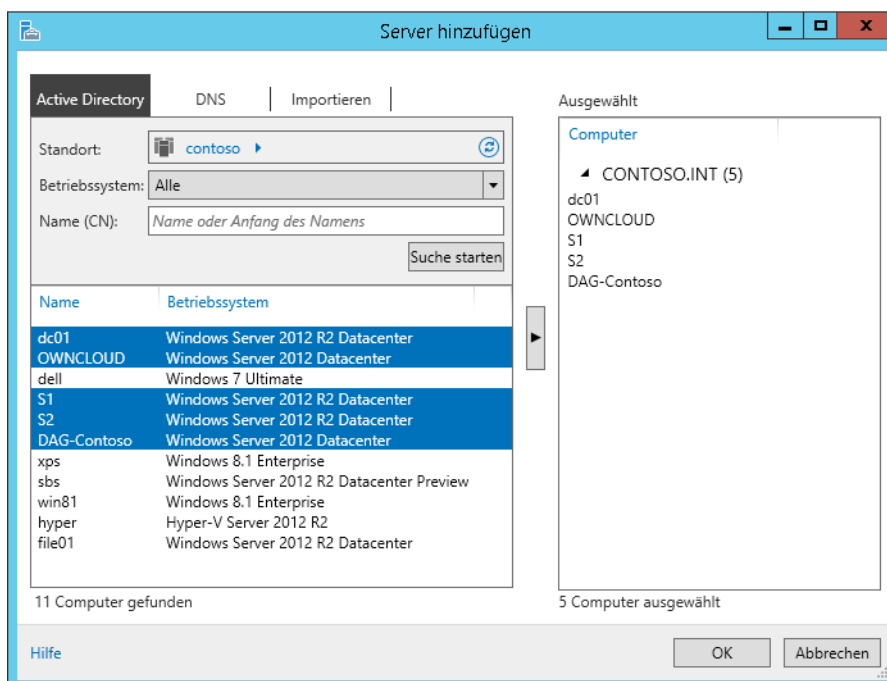 Server hinzufügen
Active Directory
DNS
Importieren
Standort:
contoso
Betriebssystem:
Alle
Name (CN):
Name oder Anfang des Namens
Suche starten
Name Betriebssystem
dc01 Windows Server 2012 R2 Datacenter
OWNCLOUD Windows Server 2012 Datacenter
dell Windows 7 Ultimate
S1 Windows Server 2012 R2 Datacenter
S2 Windows Server 2012 R2 Datacenter
DAG-Contoso Windows Server 2012 Datacenter
xps Windows 8.1 Enterprise
sbs Windows Server 2012 R2 Datacenter Preview
win81 Windows 8.1 Enterprise
hyper Hyper-V Server 2012 R2
file01 Windows Server 2012 R2 Datacenter
11 Computer gefunden
Ausgewählt
Computer
CONTOSO.INT (5)
dc01
OWNCLOUD
S1
S2
DAG-Contoso
5 Computer ausgewählt
Hilfe
OK
Abbrechen